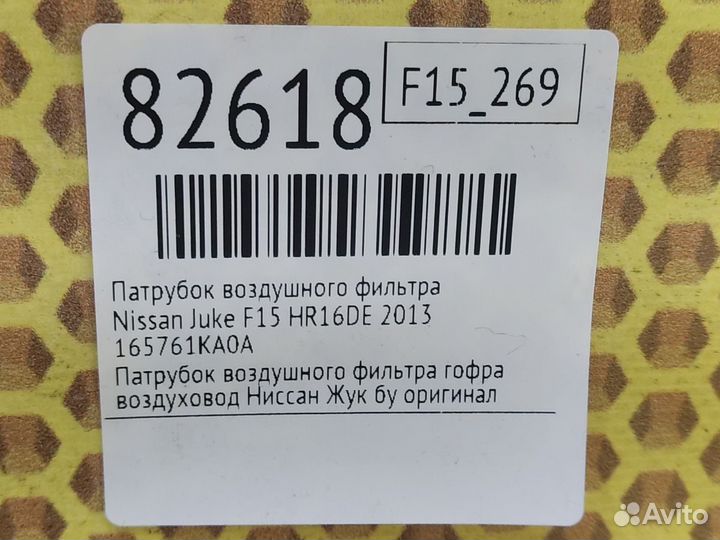 82618
F15_269
Патрубок воздушного фильтра
Nissan Juke F15 HR16DE 2013
165761KA0A
Патрубок воздушного фильтра гофра
воздуховод Ниссан Жук бу оригинал
Avito